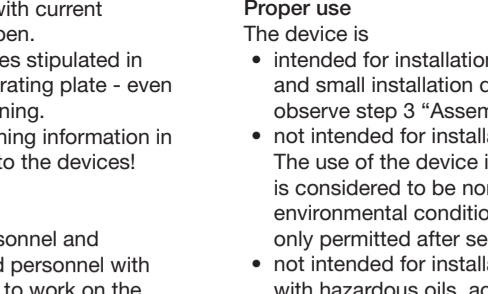 with current
pen.
es stipulated in
rating plate - even
ning.
ning information in
to the devices!
sonnel and
d personnel with
to work on the
Proper use
The device is
• intended for installation
and small installation
observe step 3 “Assem
• not intended for installa
The use of the device i
is considered to be no
environmental conditio
only permitted after se
• not intended for installa
with hazardous oils, ac